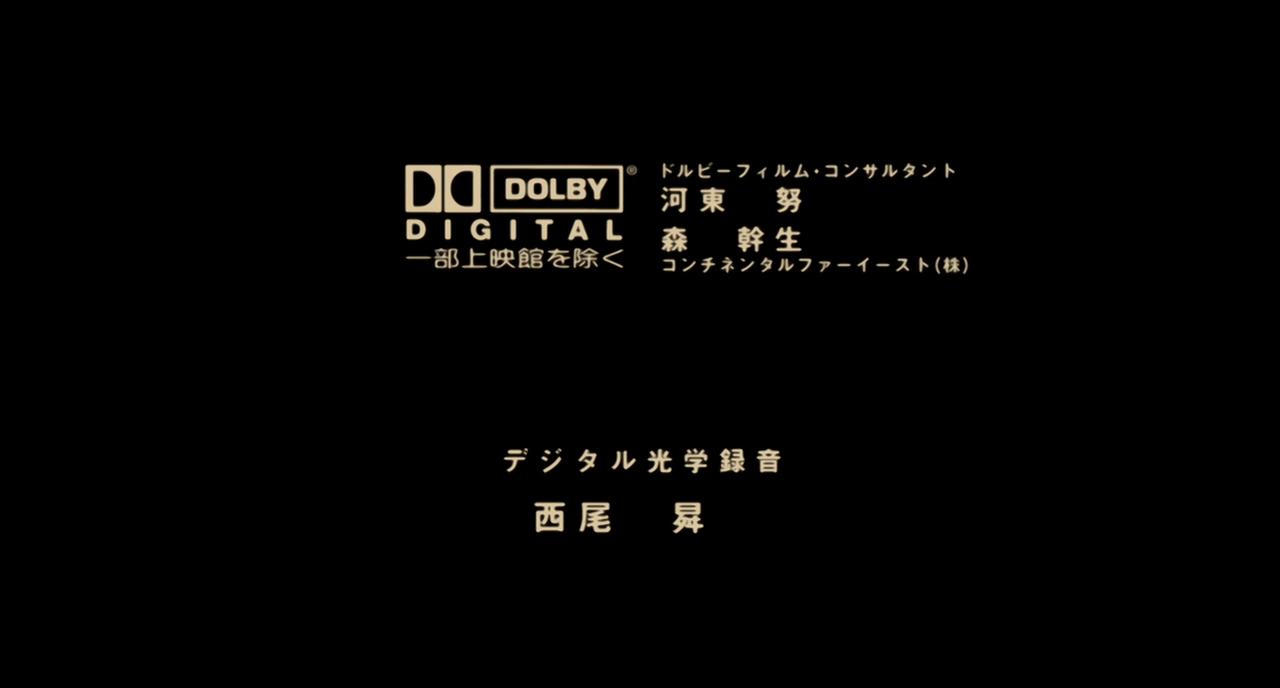 DOLBY®
DIGITAL
一部上映館を除く
ドルビーフィルム・コンサルタント
河東　努
森　幹生
コンチネンタルファーイースト(株)
デジタル光学録音
西尾　曻